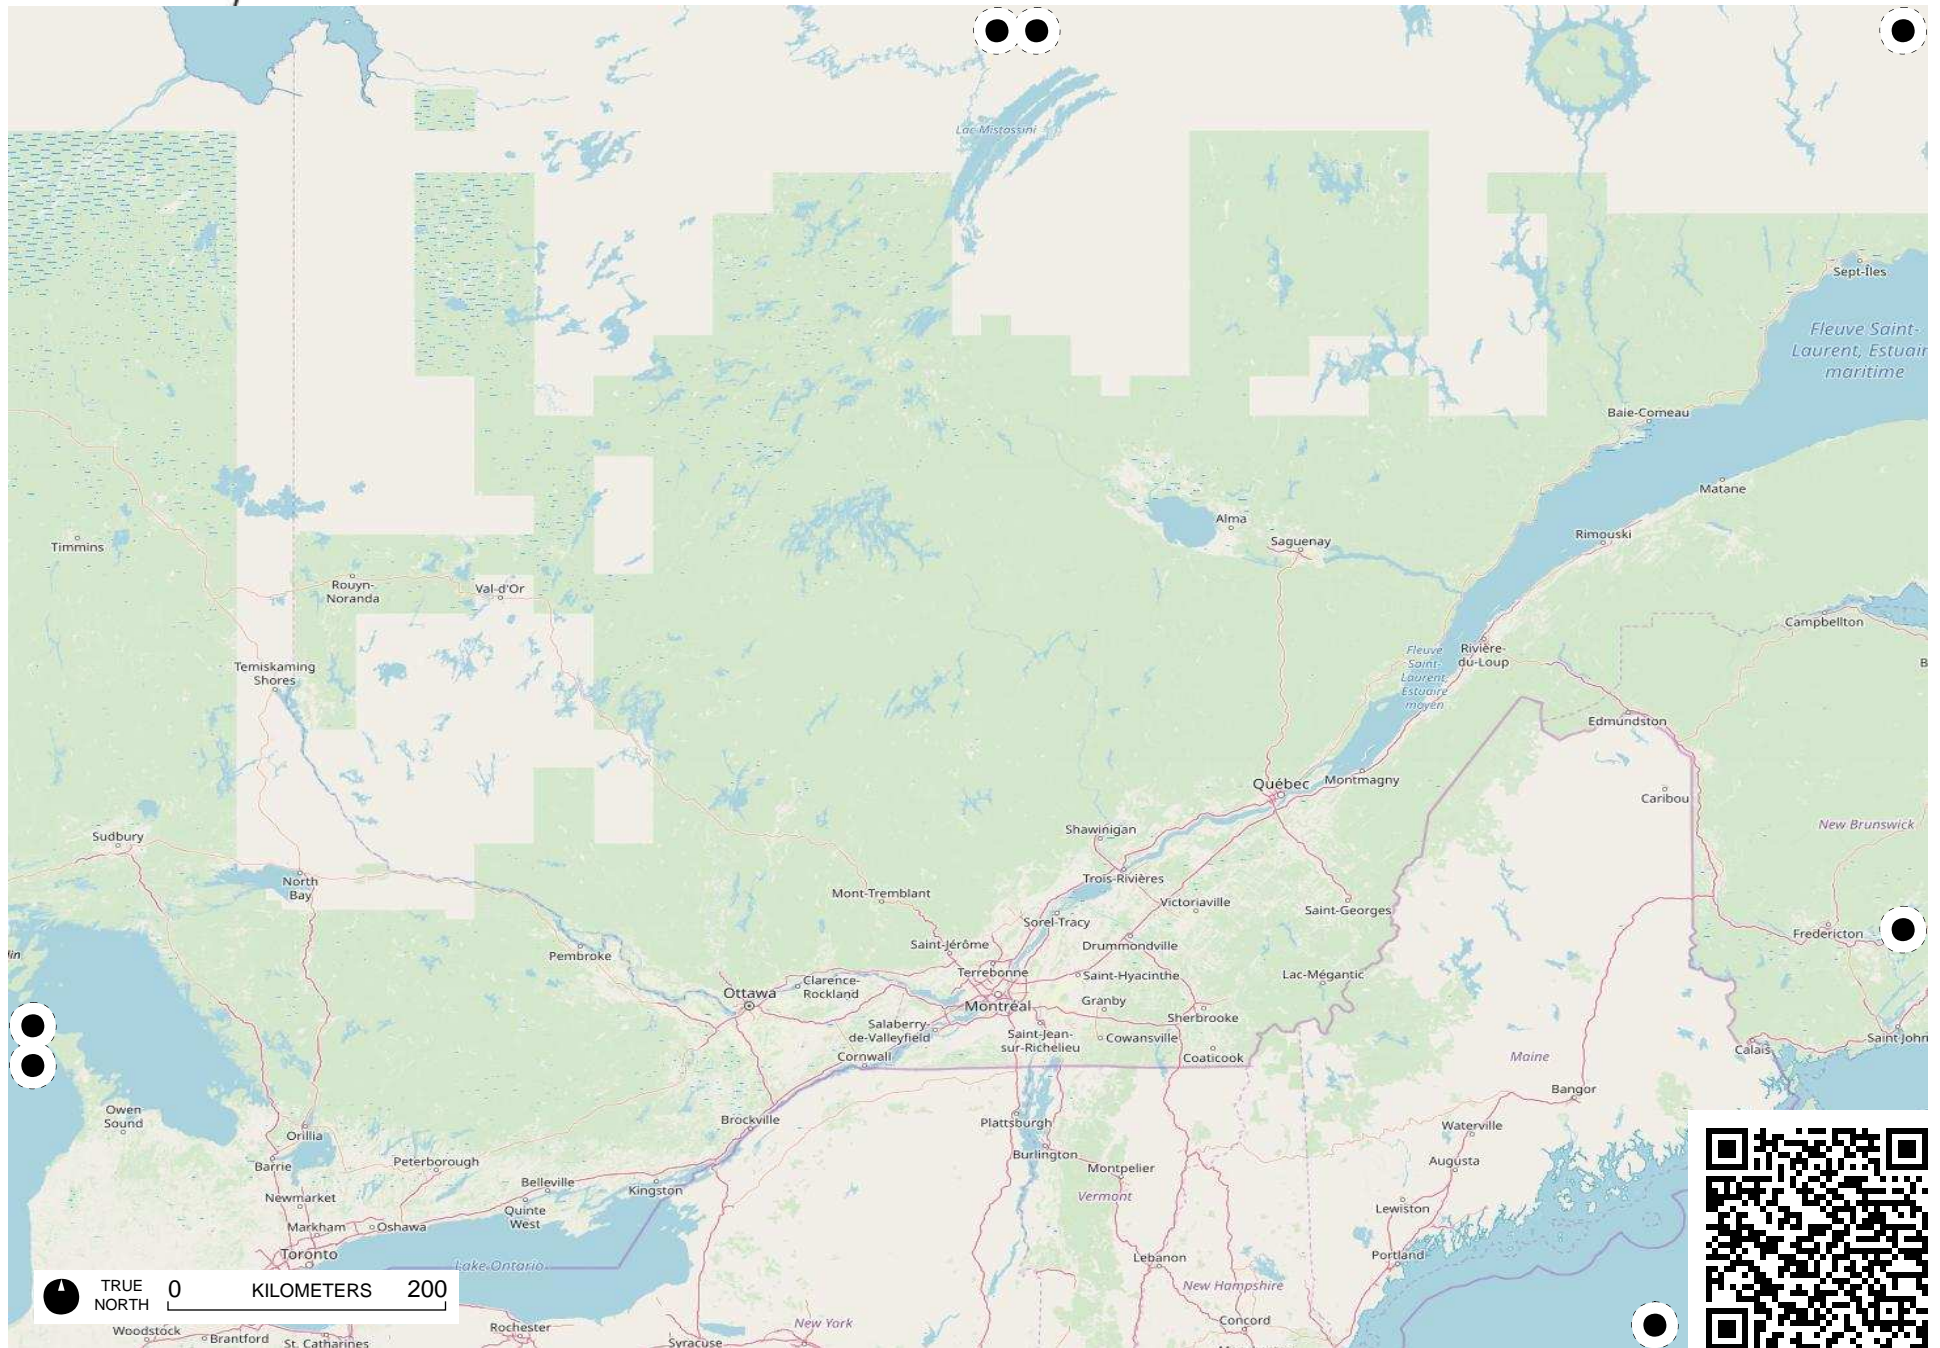 Lac Mistassini
Sept-Îles
Fleuve Saint-
Laurent, Estuair
maritime
Baie-Comeau
Matane
Alma
Rimouski
Timmins
Saguenay
Rouyn-
Noranda
Val-d'Or
Campbellton
Fleuve
Saint-
Laurent,
Estuaire
moyen
Rivière-
du-Loup
B
Temiskaming
Shores
Edmundston
Québec
Montmagny
Caribou
Sudbury
Shawinigan
New Brunswick
North
Bay
Trois-Rivières
Mont-Tremblant
Victoriaville
Saint-Georges
Sorel-Tracy
Fredericton
Saint-Jérôme
Drummondville
lin
Pembroke
Terrebonne
Saint-Hyacinthe
Lac-Mégantic
Clarence-
Rockland
Ottawa
Montréal
Granby
Sherbrooke
Salaberry-
de-Valleyfield
Saint-Jean-
sur-Richelieu
Cowansville
Saint John
Cornwall
Coaticook
Maine
Calais
Bangor
Owen
Sound
Brockville
Plattsburgh
Waterville
Orillia
Burlington
Augusta
Barrie
Peterborough
Montpelier
Newmarket
Belleville
Kingston
Vermont
Quinte
West
Lewiston
Markham
Oshawa
Toronto
Lake Ontario
Lebanon
Portland
New Hampshire
TRUE
NORTH
0 KILOMETERS 200
Woodstock
Brantford
St. Catharines
Rochester
Syracuse
New York
Concord